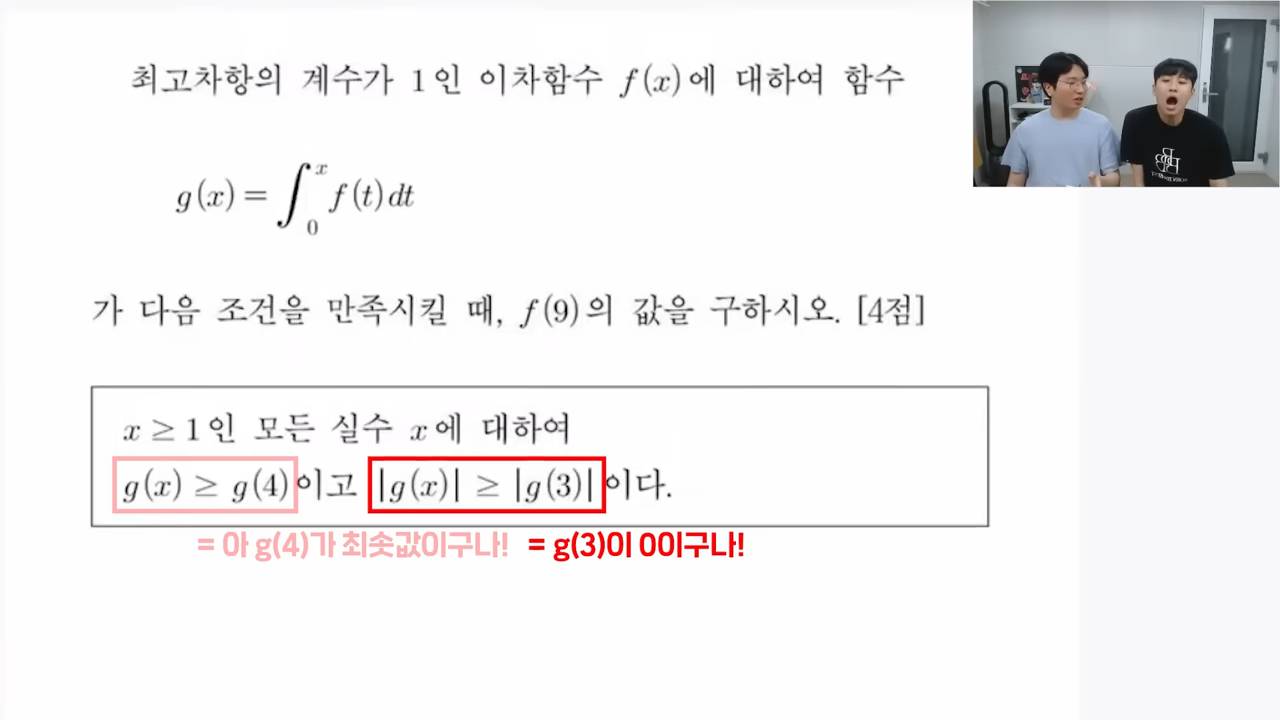 최고차항의 계수가 1인 이차함수 f(x)에 대하여 함수
g(x) = ∫₀ˣ f(t)dt
가 다음 조건을 만족시킬 때, f(9)의 값을 구하시오. [4점]
x ≥ 1인 모든 실수 x에 대하여
g(x) ≥ g(4)이고 |g(x)| ≥ |g(3)|이다.
= 아 g(4)가 최솟값이구나! = g(3)이 0이구나!